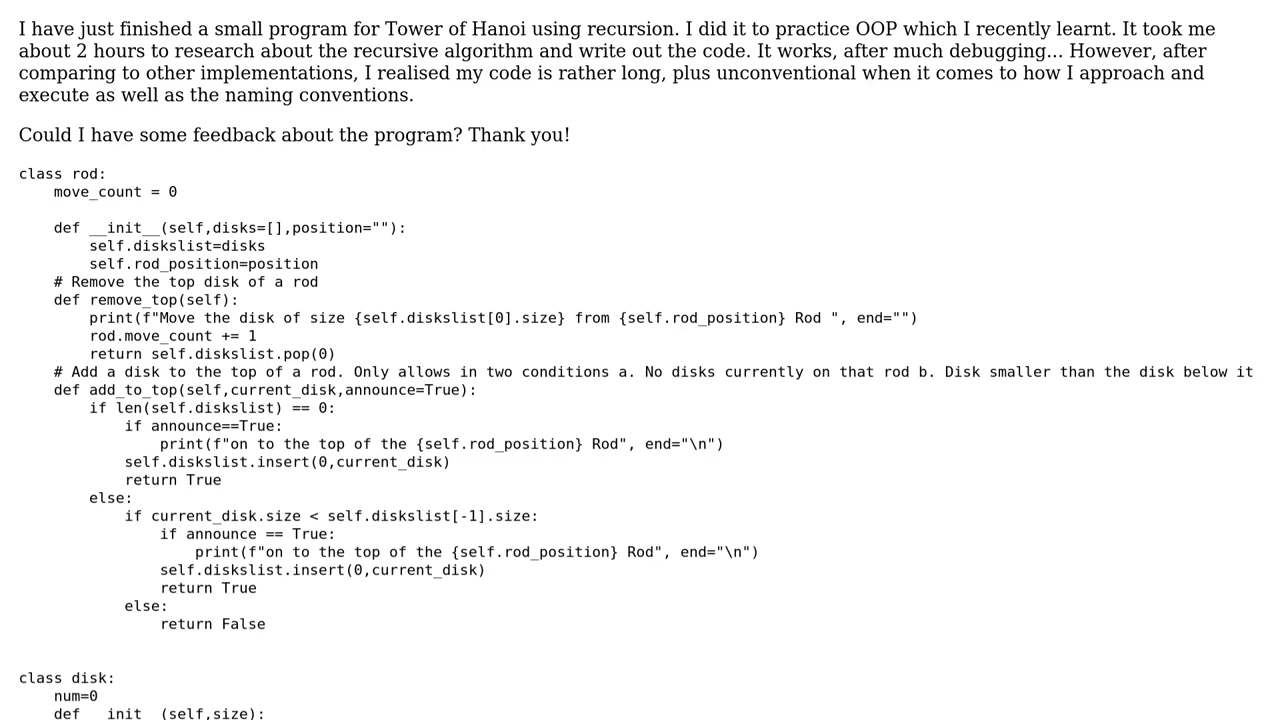 I have just finished a small program for Tower of Hanoi using recursion. I did it to practice OOP which I recently learnt. It took me
about 2 hours to research about the recursive algorithm and write out the code. It works, after much debugging... However, after
comparing to other implementations, I realised my code is rather long, plus unconventional when it comes to how I approach and
execute as well as the naming conventions.

Could I have some feedback about the program? Thank you!

class rod:
    move_count = 0

    def __init__(self,disks=[],position=""):
        self.diskslist=disks
        self.rod_position=position
    # Remove the top disk of a rod
    def remove_top(self):
        print(f"Move the disk of size {self.diskslist[0].size} from {self.rod_position} Rod ", end="")
        rod.move_count += 1
        return self.diskslist.pop(0)
    # Add a disk to the top of a rod. Only allows in two conditions a. No disks currently on that rod b. Disk smaller than the disk below it
    def add_to_top(self,current_disk,announce=True):
        if len(self.diskslist) == 0:
            if announce==True:
                print(f"on to the top of the {self.rod_position} Rod", end="\n")
            self.diskslist.insert(0,current_disk)
            return True
        else:
            if current_disk.size < self.diskslist[-1].size:
                if announce == True:
                    print(f"on to the top of the {self.rod_position} Rod", end="\n")
                self.diskslist.insert(0,current_disk)
                return True
            else:
                return False


class disk:
    num=0
    def __init__(self,size):